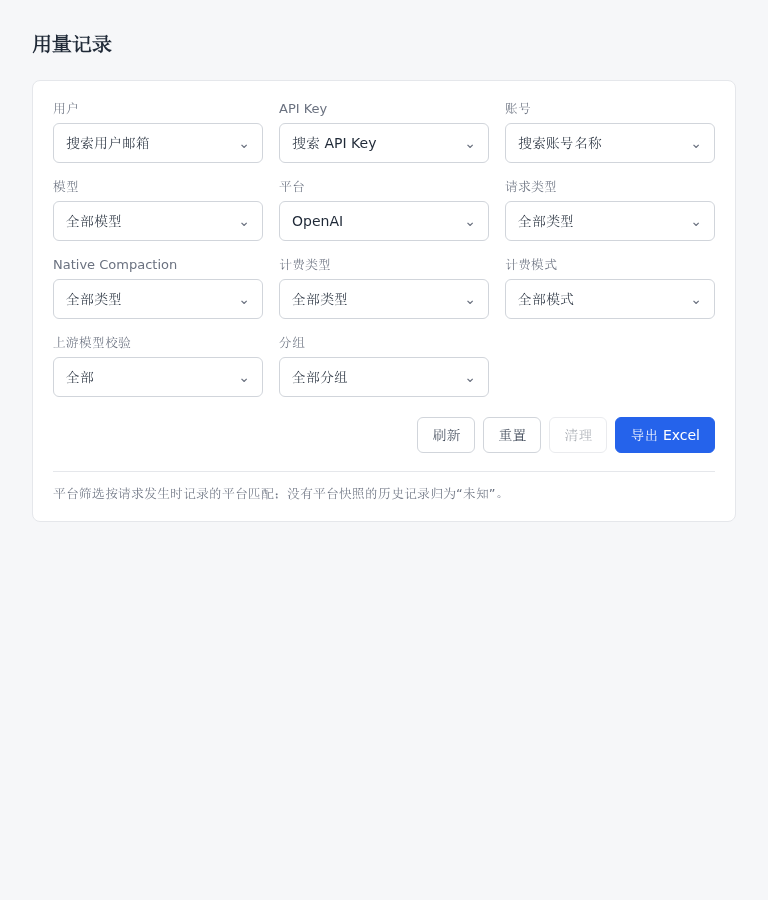 用量记录
用户
API Key
账号
搜索用户邮箱
搜索 API Key
搜索账号名称
模型
平台
请求类型
全部模型
OpenAI
全部类型
Native Compaction
计费类型
计费模式
全部类型
全部类型
全部模式
上游模型校验
分组
全部
全部分组
刷新
重置
清理
导出 Excel
平台筛选按请求发生时记录的平台匹配；没有平台快照的历史记录归为“未知”。